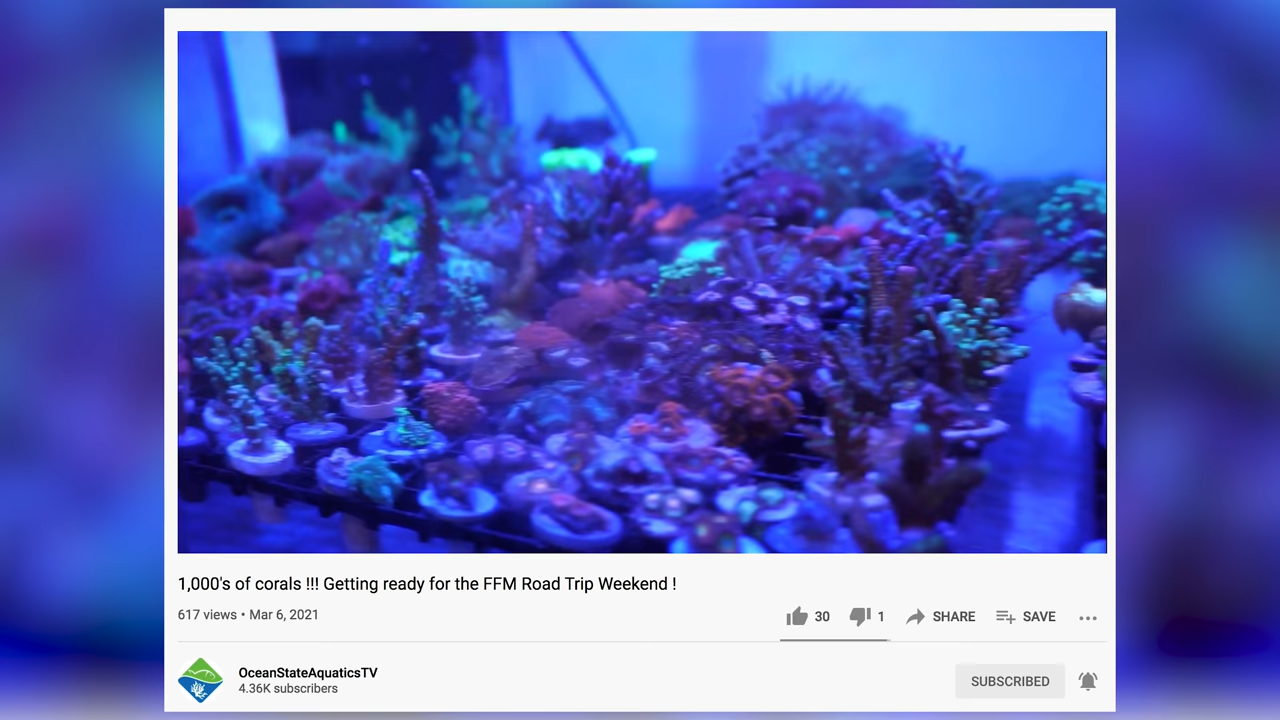 1,000's of corals !!! Getting ready for the FFM Road Trip Weekend !
617 views • Mar 6, 2021
30 1 SHARE SAVE
OceanStateAquaticsTV
4.36K subscribers
SUBSCRIBED